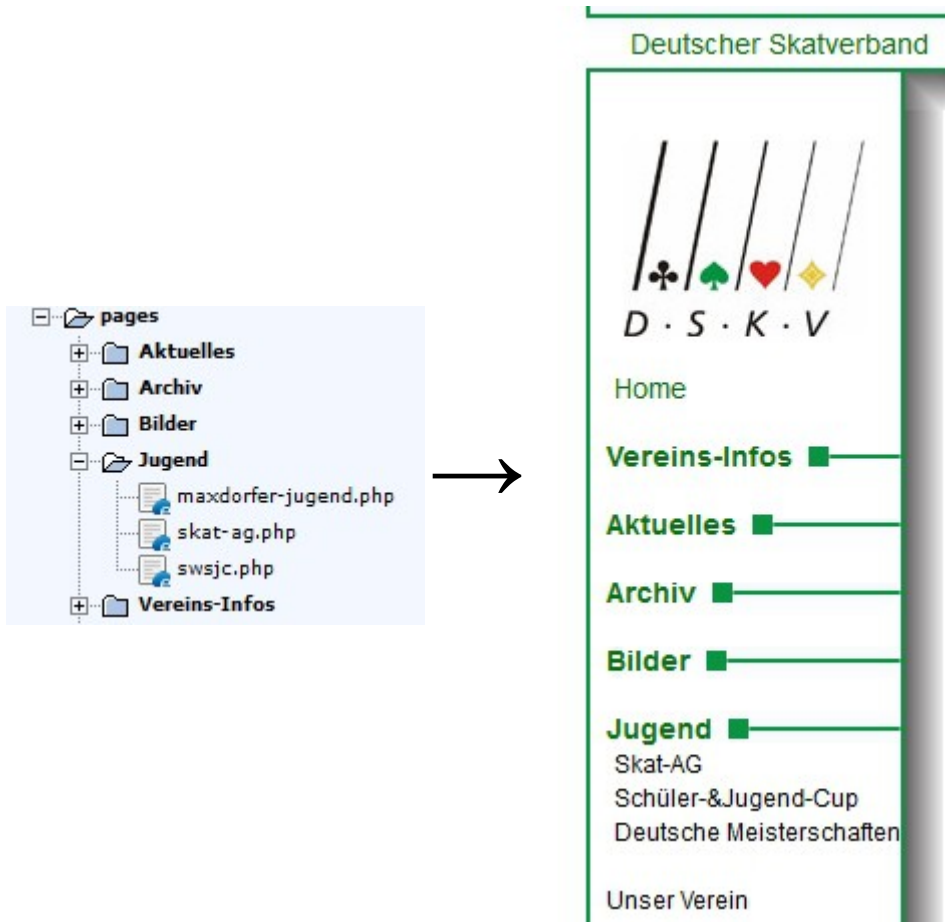 pages
Aktuelles
Archiv
Bilder
Jugend
maxdorfer-jugend.php
skat-ag.php
swsjc.php
Vereins-Infos
Deutscher Skatverband
D · S · K · V
Home
Vereins-Infos
Aktuelles
Archiv
Bilder
Jugend
Skat-AG
Schüler-&Jugend-Cup
Deutsche Meisterschaften
Unser Verein